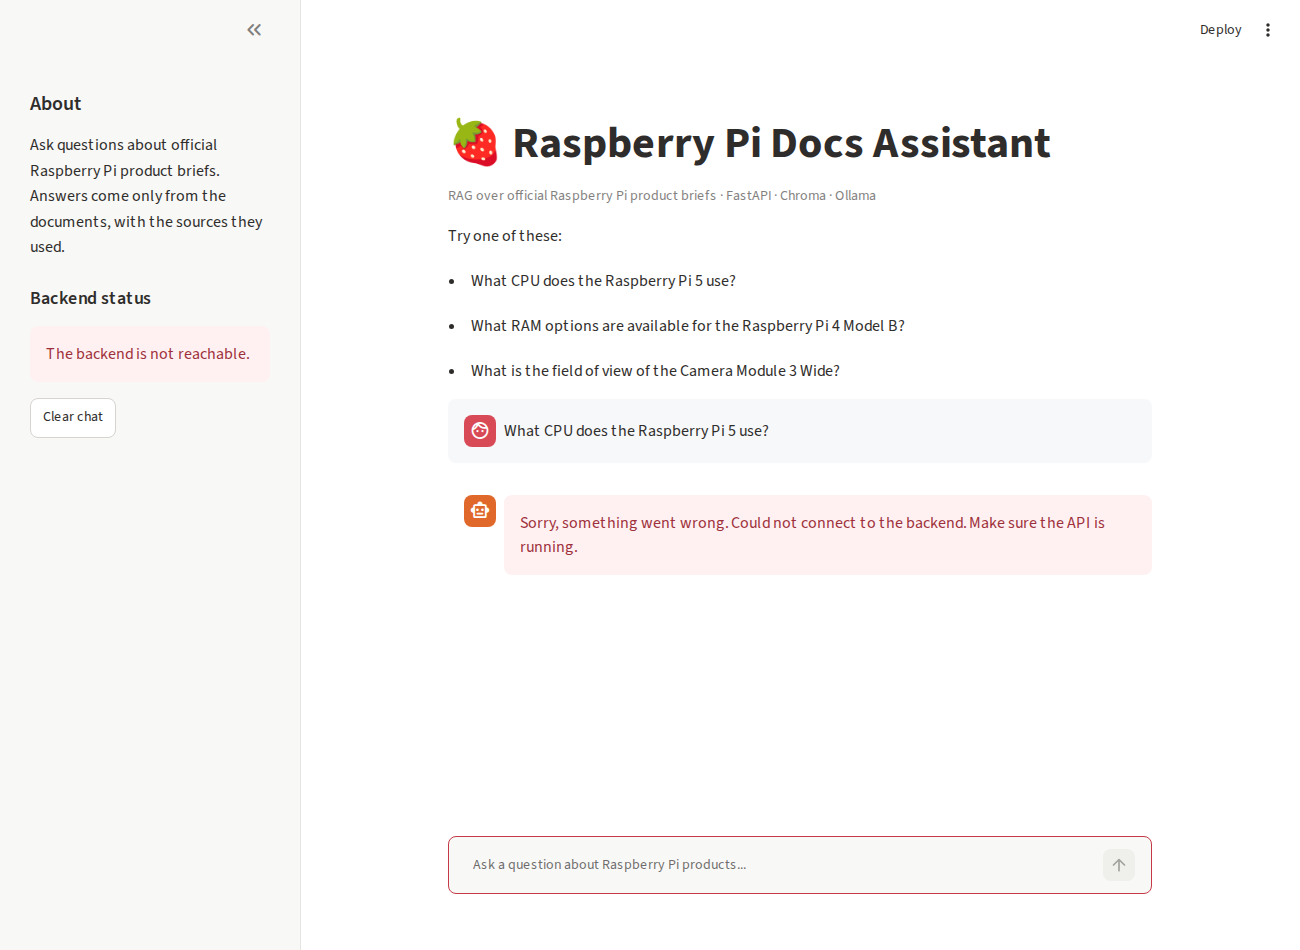 Deploy
About
Ask questions about official
Raspberry Pi product briefs.
Answers come only from the
documents, with the sources they
used.
Backend status
The backend is not reachable.
Clear chat
Raspberry Pi Docs Assistant
RAG over official Raspberry Pi product briefs · FastAPI · Chroma · Ollama
Try one of these:
• What CPU does the Raspberry Pi 5 use?
• What RAM options are available for the Raspberry Pi 4 Model B?
• What is the field of view of the Camera Module 3 Wide?
What CPU does the Raspberry Pi 5 use?
Sorry, something went wrong. Could not connect to the backend. Make sure the API is
running.
Ask a question about Raspberry Pi products...